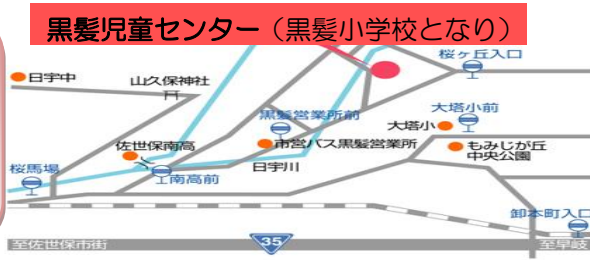 黒髪児童センター（黒髪小学校となり）
桜ヶ丘入口
日宇中
山久保神社
大塔小前
黒髪営業所前
大塔小
佐世保南高
市営バス黒髪営業所
もみじが丘
中央公園
桜馬場
日宇川
南高前
卸本町入口
至佐世保市街
35
至早岐